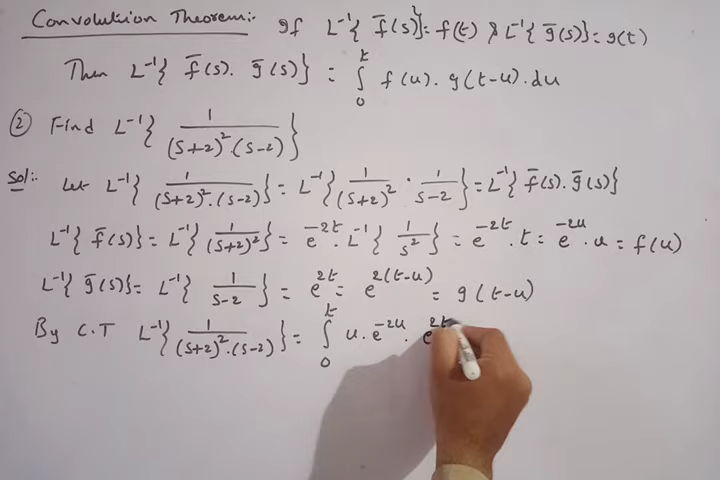 Convolution Theorem:- If L⁻¹{f̄(s)} = f(t) & L⁻¹{ḡ(s)} = g(t)
Then L⁻¹{f̄(s). ḡ(s)} = ∫₀ᵗ f(u). g(t-u).du
② Find L⁻¹{1/((S+2)².(S-2))}
Sol:- Let L⁻¹{1/((S+2)².(S-2))} = L⁻¹{1/(S+2)² · 1/(S-2)} = L⁻¹{f̄(s). ḡ(s)}
L⁻¹{f̄(s)} = L⁻¹{1/(S+2)²} = e⁻²ᵗ. L⁻¹{1/s²} = e⁻²ᵗ. t = e⁻²ᵘ. u = f(u)
L⁻¹{ḡ(s)} = L⁻¹{1/(S-2)} = e²ᵗ = e²⁽ᵗ⁻ᵘ⁾ = g(t-u)
By C.T L⁻¹{1/((S+2)².(S-2))} = ∫₀ᵗ u. e⁻²ᵘ. e²ᵗ